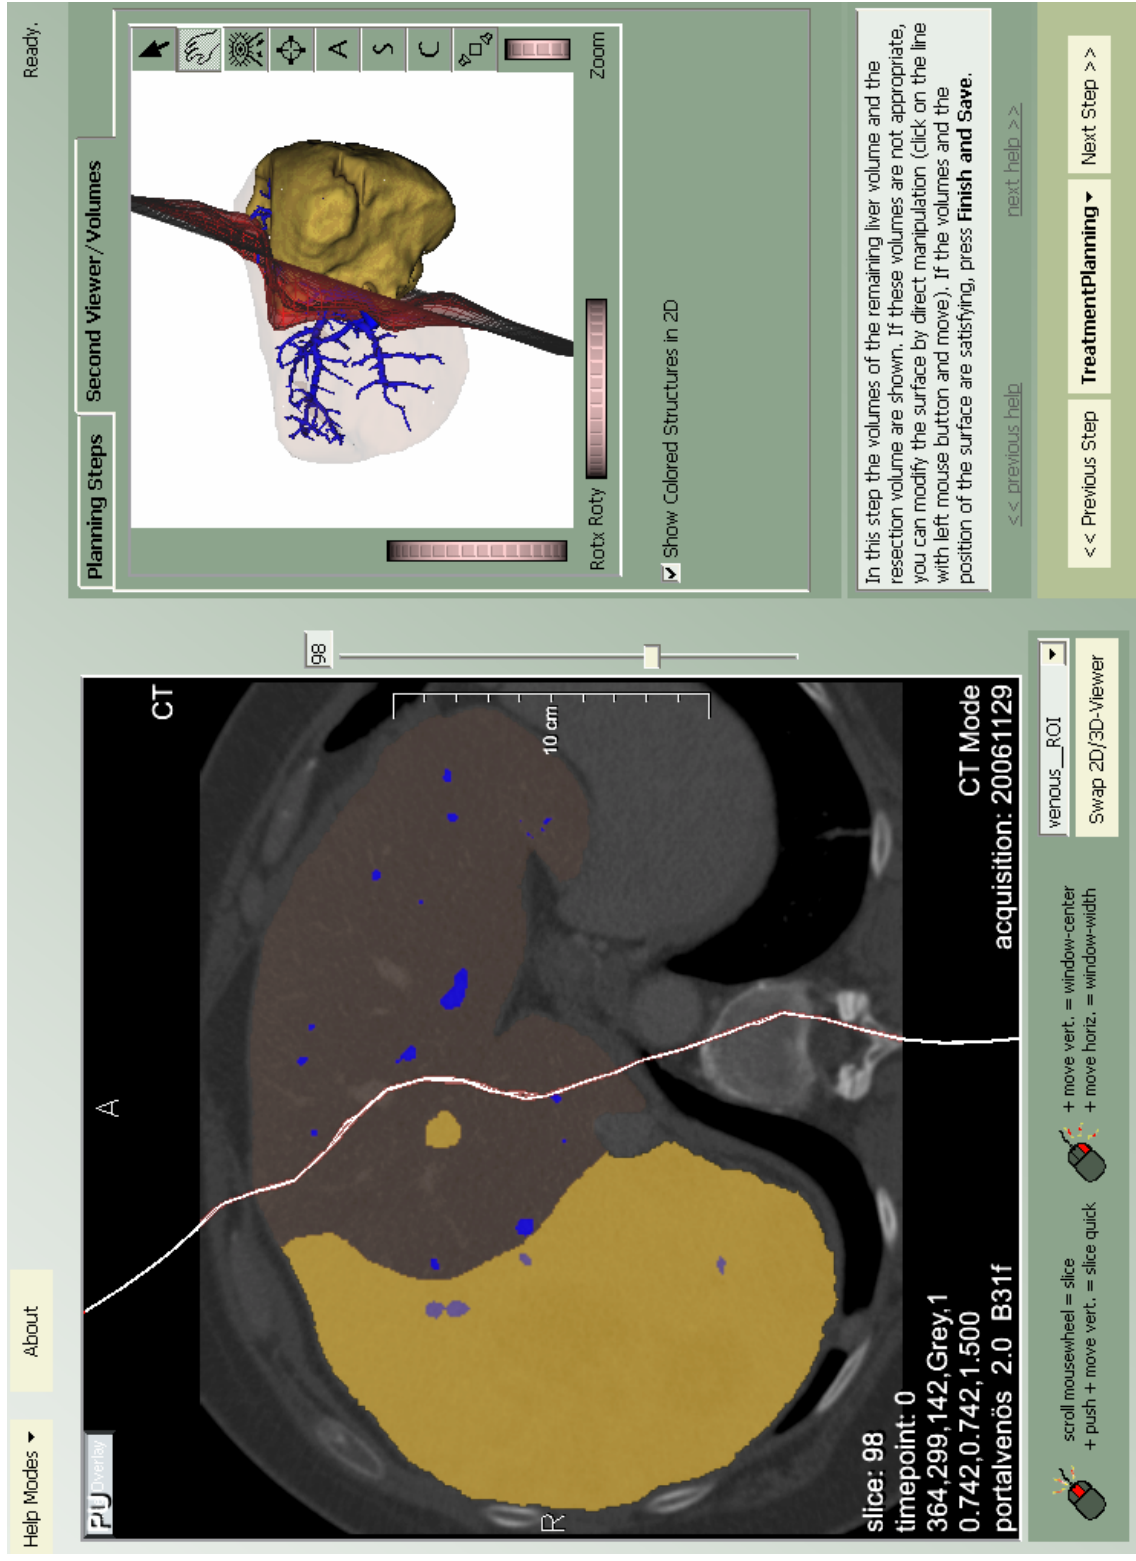 Help Modes
About
Ready.
PU Overlay
A
CT
R
10 cm
slice: 98
timepoint: 0
364,299,142,Grey,1
0.742,0.742,1.500
portalvenös 2.0 B31f
CT Mode
acquisition: 20061129
98
scroll mousewheel = slice
+ push + move vert. = slice quick
+ move vert. = window-center
+ move horiz. = window-width
venous__ROI
Swap 2D/3D-Viewer
Planning Steps
Second Viewer/Volumes
A
S
C
Rotx Roty
Zoom
Show Colored Structures in 2D
In this step the volumes of the remaining liver volume and the
resection volume are shown. If these volumes are not appropriate,
you can modify the surface by direct manipulation (click on the line
with left mouse button and move). If the volumes and the
position of the surface are satisfying, press Finish and Save.
<< previous help
next help >>
<< Previous Step
TreatmentPlanning
Next Step >>